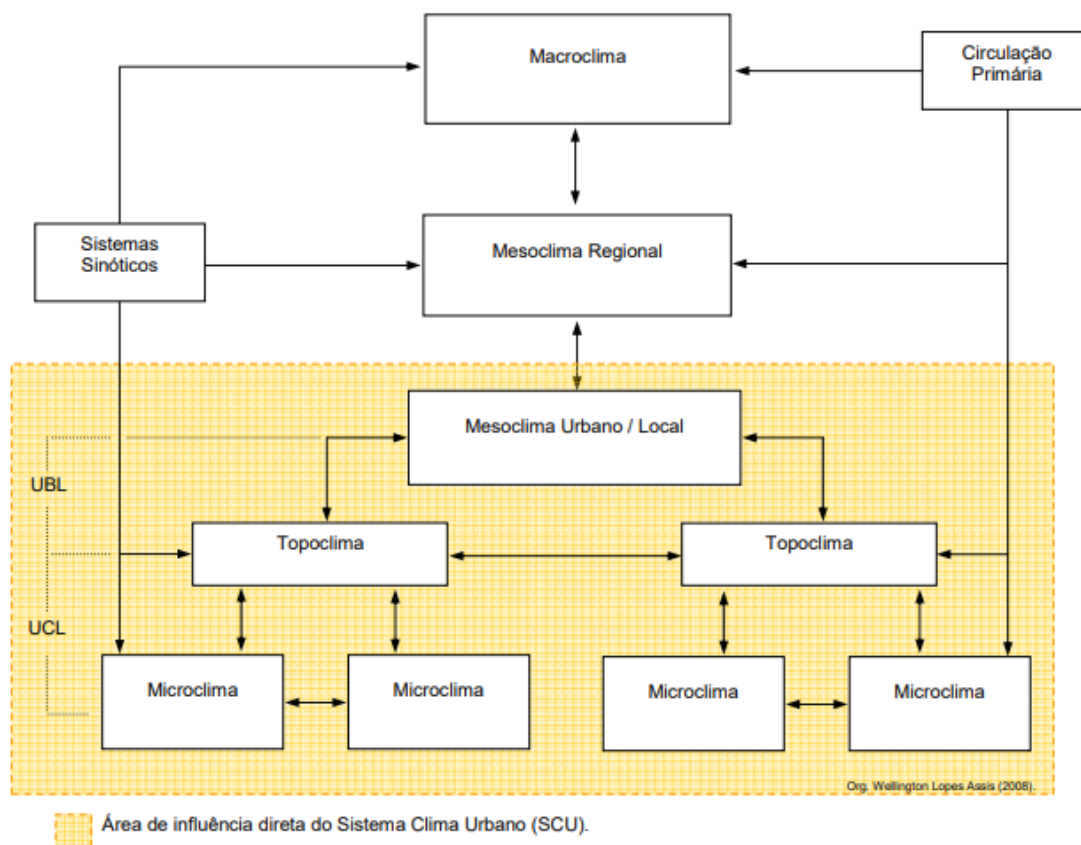 Macroclima
Circulação
Primária
Sistemas
Sinóticos
Mesoclima Regional
Mesoclima Urbano / Local
UBL
Topoclima
Topoclima
UCL
Microclima
Microclima
Microclima
Microclima
Org. Wellington Lopes Assis (2008).
Área de influência direta do Sistema Clima Urbano (SCU).